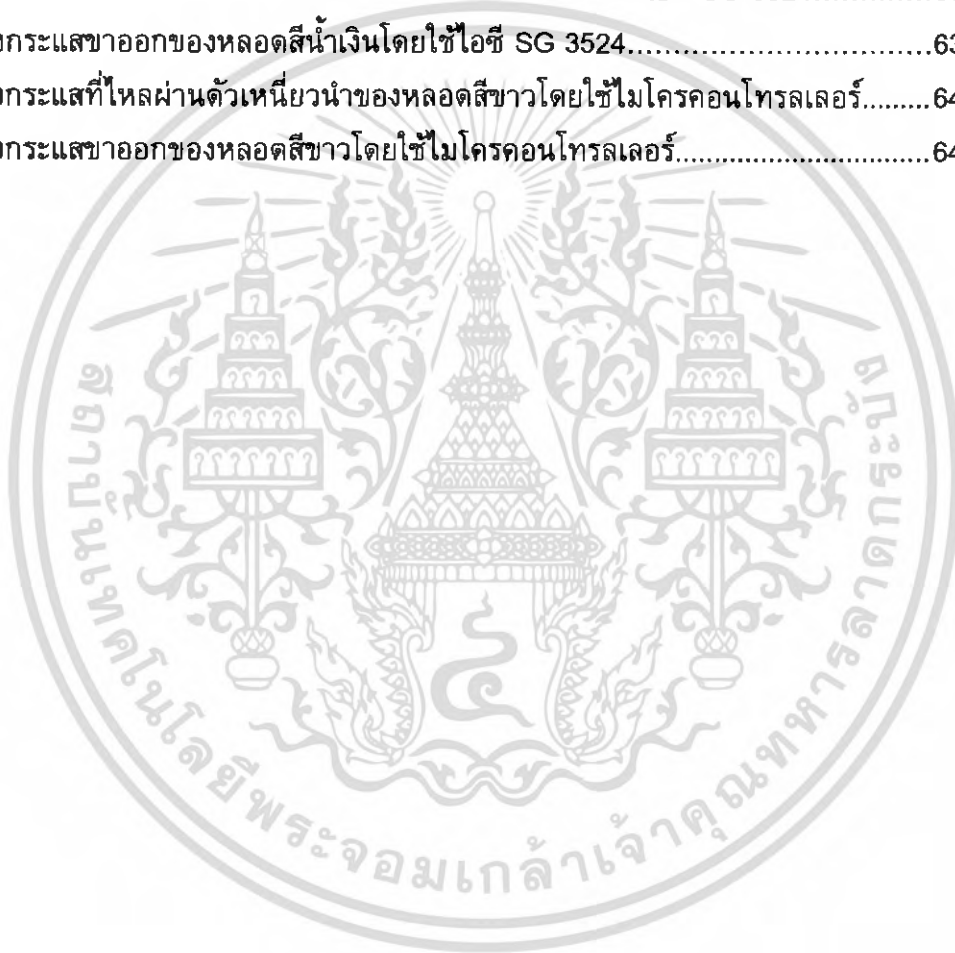 งกระแสขาออกของหลอดสีน้ำเงินโดยใช้ไอซี SG 3524................................63
งกระแสที่ไหลผ่านตัวเหนี่ยวนำของหลอดสีขาวโดยใช้ไมโครคอนโทรลเลอร์.........64
งกระแสขาออกของหลอดสีขาวโดยใช้ไมโครคอนโทรลเลอร์..............................64
สถาบันเทคโนโลยีพระจอมเกล้าเจ้าคุณทหารลาดกระบัง
๔